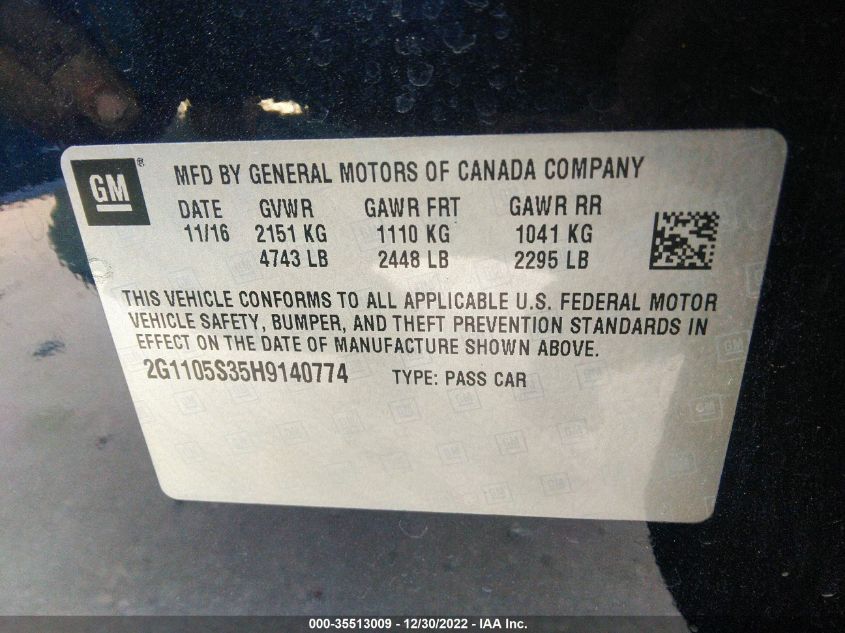 GM ® MFD BY GENERAL MOTORS OF CANADA COMPANY
DATE GVWR GAWR FRT GAWR RR
11/16 2151 KG 1110 KG 1041 KG
4743 LB 2448 LB 2295 LB
THIS VEHICLE CONFORMS TO ALL APPLICABLE U.S. FEDERAL MOTOR
VEHICLE SAFETY, BUMPER, AND THEFT PREVENTION STANDARDS IN
EFFECT ON THE DATE OF MANUFACTURE SHOWN ABOVE.
2G1105S35H9140774 TYPE: PASS CAR
000-35513009 - 12/30/2022 - IAA Inc.